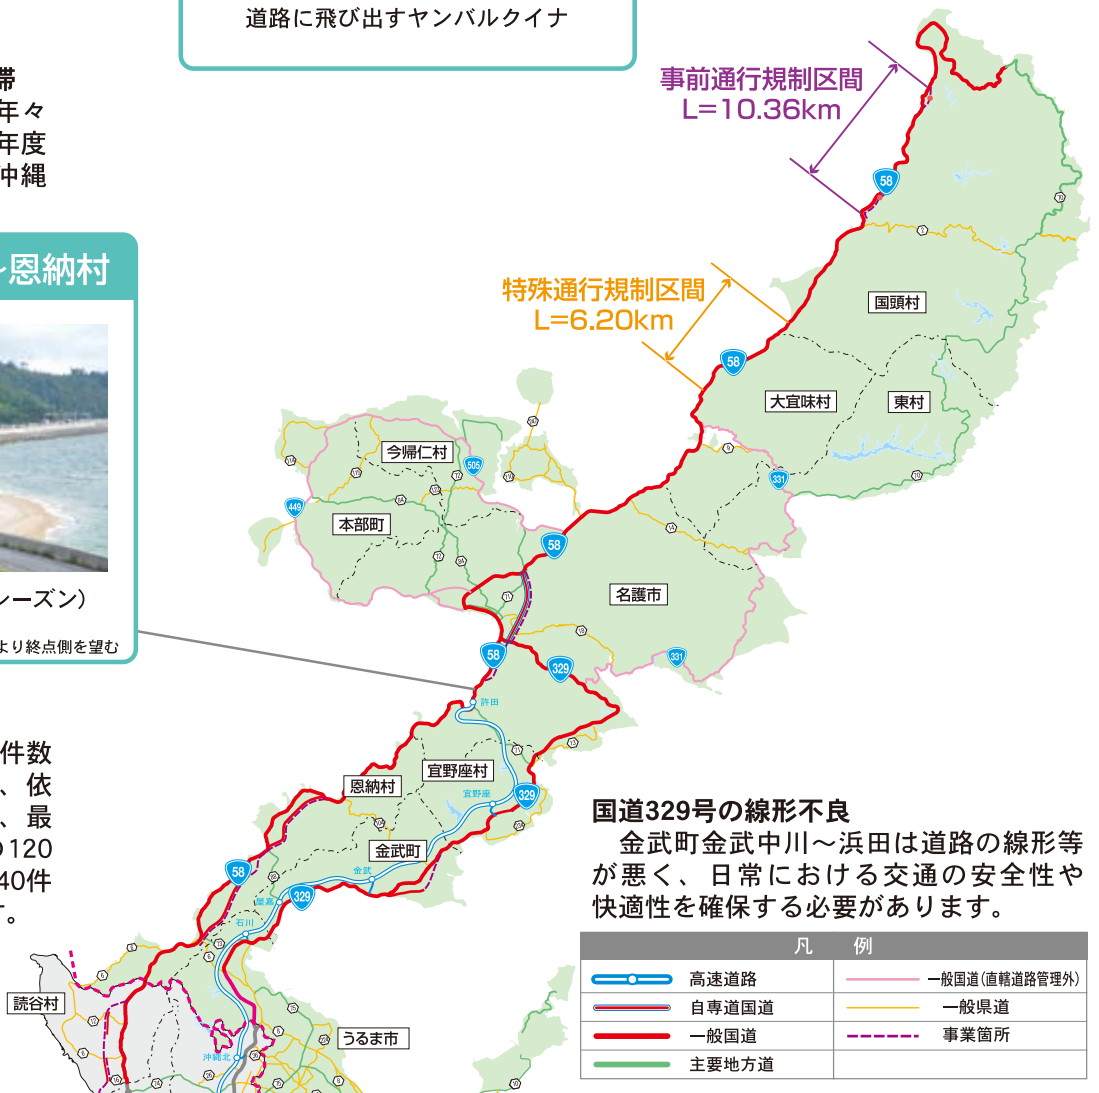 道路に飛び出すヤンバルクイナ
帯
年々
年度
沖縄
事前通行規制区間
L=10.36km
～恩納村
特殊通行規制区間
L=6.20km
58
58
国頭村
大宜味村
東村
今帰仁村
505
449
本部町
331
58
名護市
シーズン）
より終点側を望む
58
329
331
許田
件数
、依
、最
120
40件
す。
宜野座村
恩納村
宜野座
329
金武町
金武
58
屋嘉
329
石川
読谷村
うるま市
沖縄北
国道329号の線形不良
金武町金武中川～浜田は道路の線形等
が悪く、日常における交通の安全性や
快適性を確保する必要があります。
凡 例
高速道路
一般国道(直轄道路管理外)
自専道国道
一般県道
一般国道
事業箇所
主要地方道